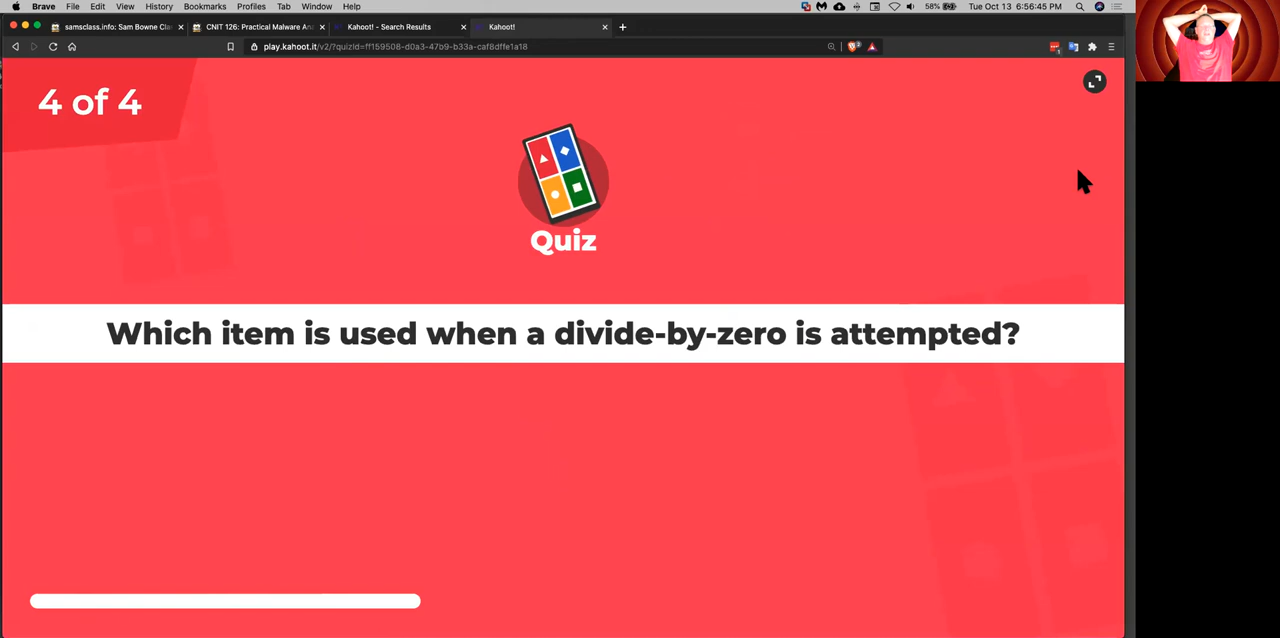 Brave File Edit View History Bookmarks Profiles Tab Window Help 58% Tue Oct 13 6:56:45 PM
samsclass.info: Sam Bowne Cla CNIT 126: Practical Malware Ana Kahoot! - Search Results Kahoot!
play.kahoot.it/v2/?quizId=ff159508-d0a3-47b9-b33a-caf8dffe1a18
4 of 4
Quiz
Which item is used when a divide-by-zero is attempted?